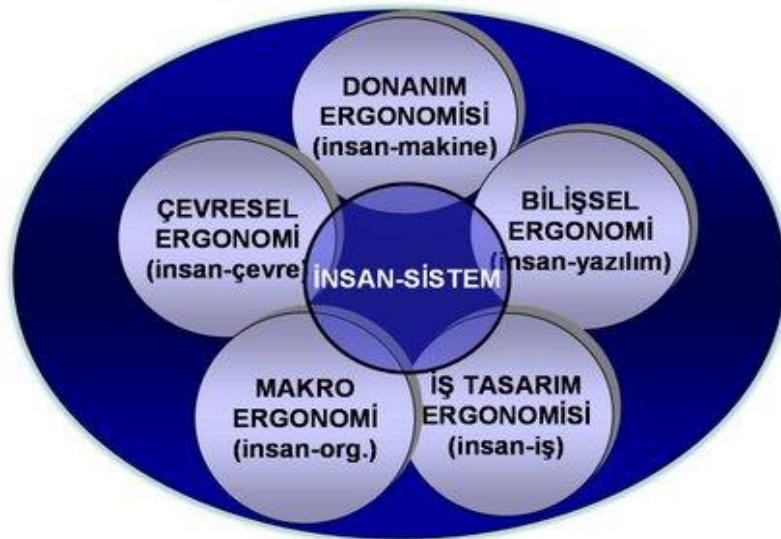 DONANIM
ERGONOMİSİ
(insan-makine)
ÇEVRESEL
ERGONOMİ
(insan-çevre)
BİLİŞSEL
ERGONOMİ
(insan-yazılım)
İNSAN-SİSTEM
MAKRO
ERGONOMİ
(insan-org.)
İŞ TASARIM
ERGONOMİSİ
(insan-iş)